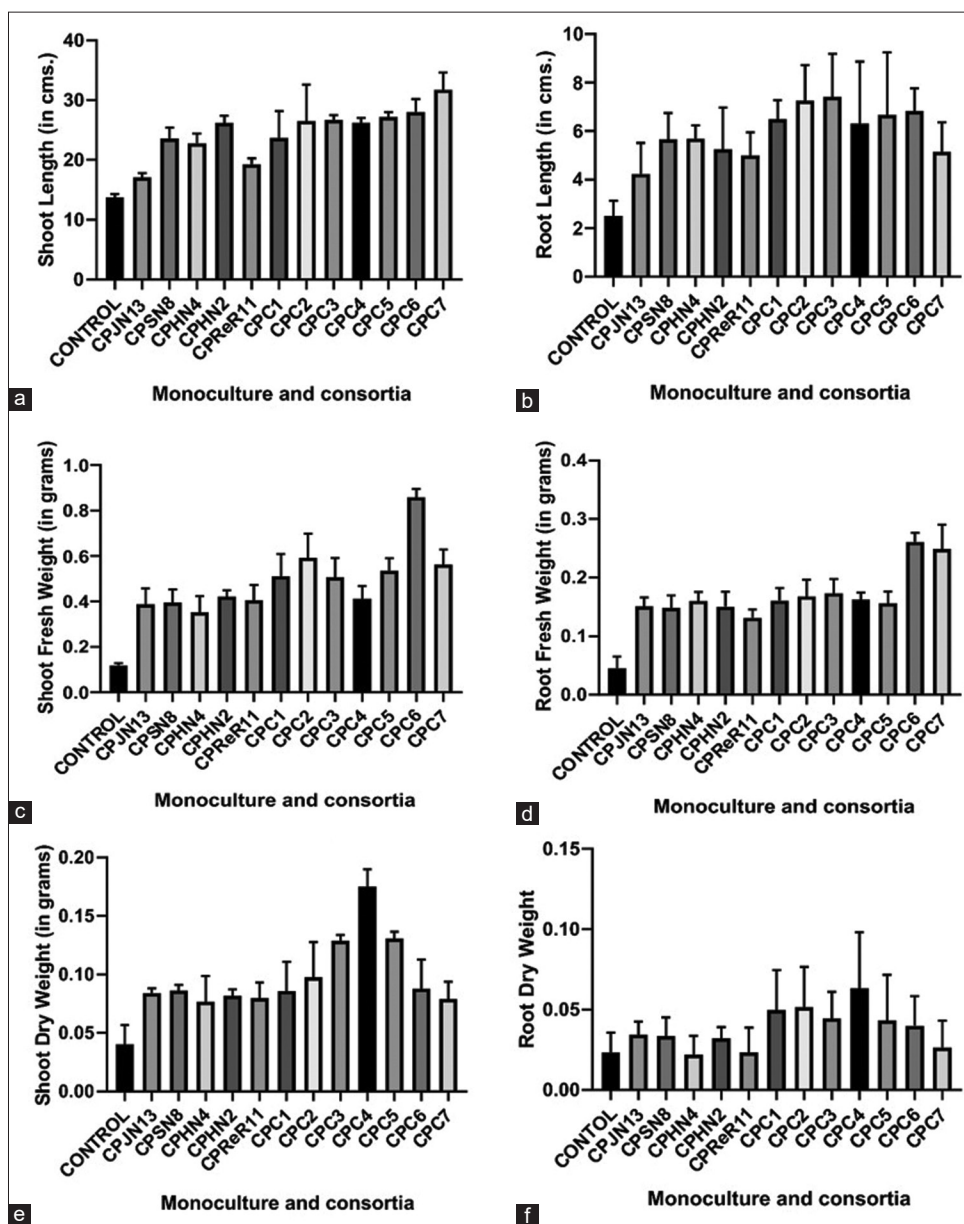 40
30
20
10
0
Shoot Length (in cms.)
CONTROL
CPJN13
CPSN8
CPHN4
CPHN2
CPReR11
CPC1
CPC2
CPC3
CPC4
CPC5
CPC6
CPC7
Monoculture and consortia
a
10
8
6
4
2
0
Root Length (in cms.)
CONTROL
CPJN13
CPSN8
CPHN4
CPHN2
CPReR11
CPC1
CPC2
CPC3
CPC4
CPC5
CPC6
CPC7
Monoculture and consortia
b
1.0
0.8
0.6
0.4
0.2
0.0
Shoot Fresh Weight (in grams)
CONTROL
CPJN13
CPSN8
CPHN4
CPHN2
CPReR11
CPC1
CPC2
CPC3
CPC4
CPC5
CPC6
CPC7
Monoculture and consortia
c
0.4
0.3
0.2
0.1
0.0
Root Fresh Weight (in grams)
CONTROL
CPJN13
CPSN8
CPHN4
CPHN2
CPReR11
CPC1
CPC2
CPC3
CPC4
CPC5
CPC6
CPC7
Monoculture and consortia
d
0.20
0.15
0.10
0.05
0.00
Shoot Dry Weight (in grams)
CONTROL
CPJN13
CPSN8
CPHN4
CPHN2
CPReR11
CPC1
CPC2
CPC3
CPC4
CPC5
CPC6
CPC7
Monoculture and consortia
e
0.15
0.10
0.05
0.00
Root Dry Weight
CONTOL
CPJN13
CPSN8
CPHN4
CPHN2
CPReR11
CPC1
CPC2
CPC3
CPC4
CPC5
CPC6
CPC7
Monoculture and consortia
f